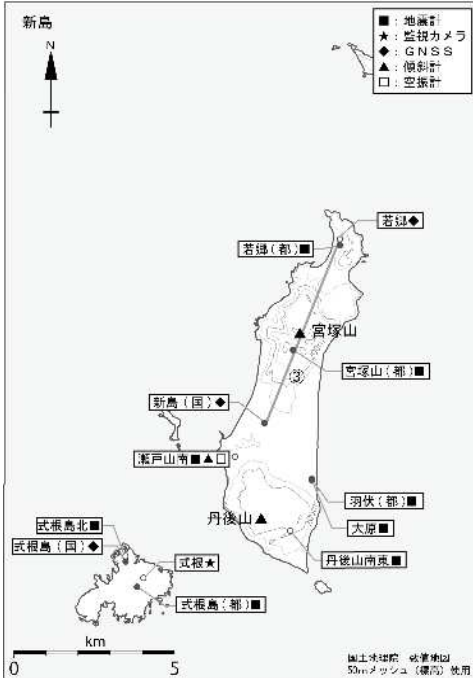 新島
■：地震計
★：監視カメラ
◆：ＧＮＳＳ
▲：傾斜計
□：空振計
N
若郷◆
若郷（都）■
宮塚山
宮塚山（都）■
③
新島（国）◆
瀬戸山南■▲□
羽伏（都）■
丹後山
大原■
式根島北■
式根島（国）◆
丹後山南東■
式根★
式根島（都）■
km
0 5
国土地理院 数値地図
50mメッシュ（標高）使用